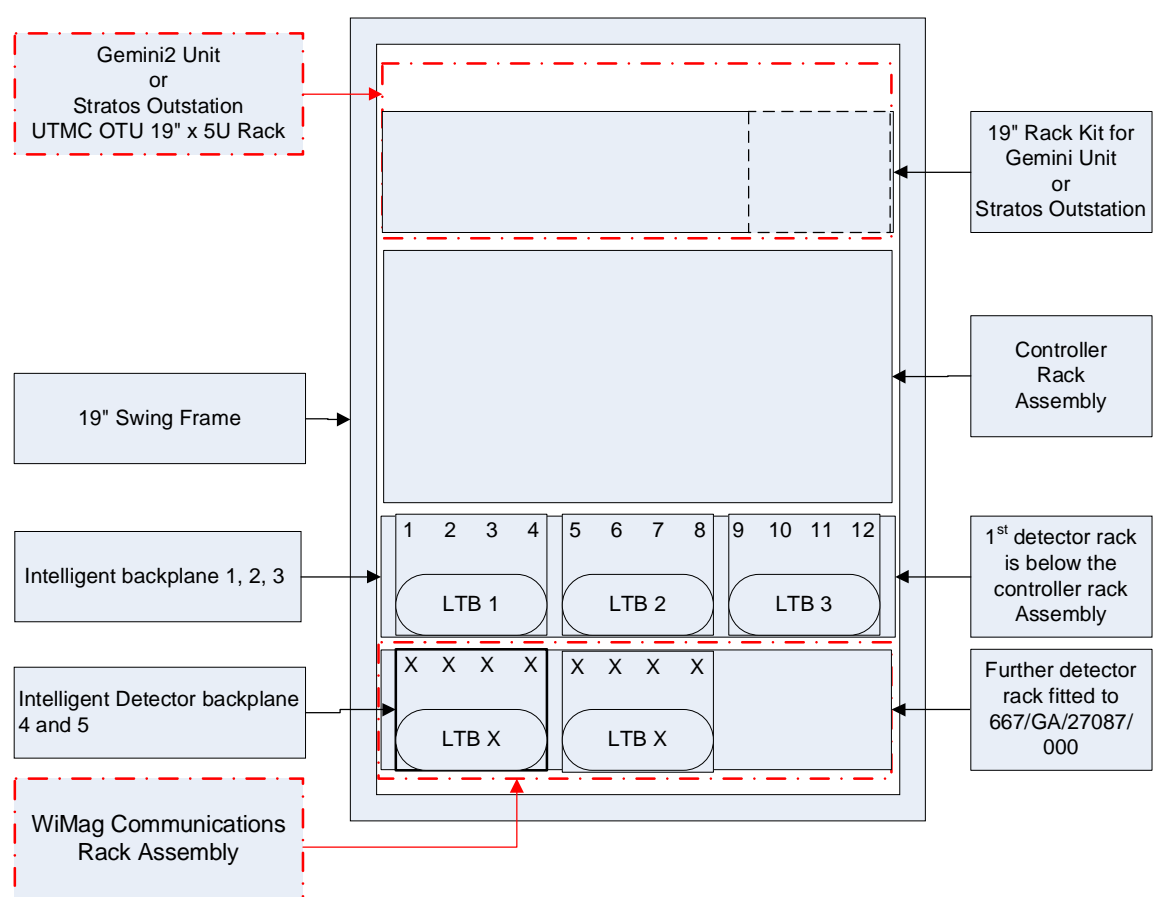 Gemini2 Unit
or
Stratos Outstation
UTMC OTU 19" x 5U Rack
19" Rack Kit for
Gemini Unit
or
Stratos Outstation
Controller
Rack
Assembly
19" Swing Frame
1 2 3 4 5 6 7 8 9 10 11 12
LTB 1 LTB 2 LTB 3
Intelligent backplane 1, 2, 3
1st detector rack
is below the
controller rack
Assembly
X X X X X X X X
LTB X LTB X
Intelligent Detector backplane
4 and 5
Further detector
rack fitted to
667/GA/27087/
000
WiMag Communications
Rack Assembly